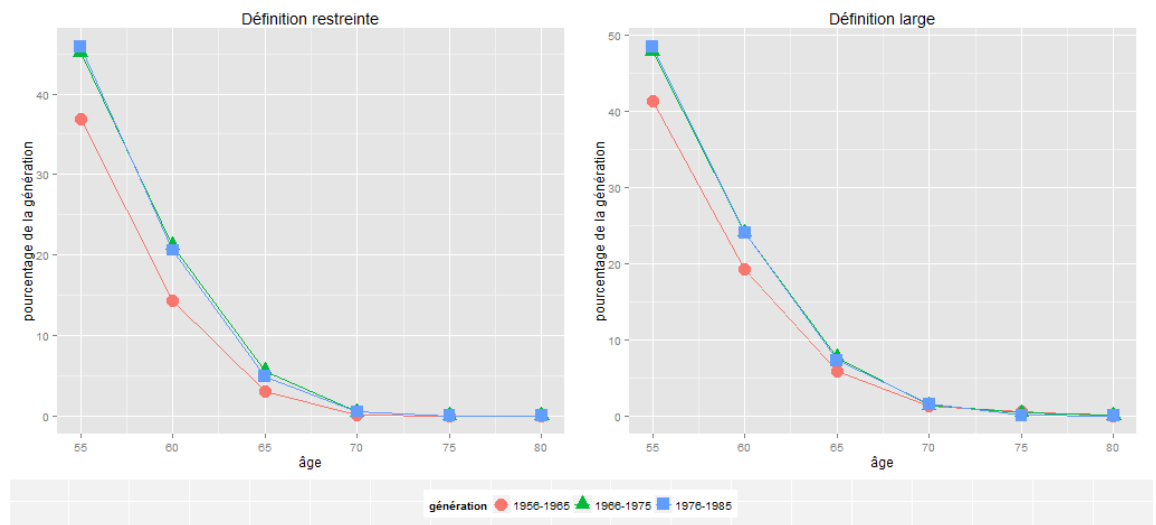 Définition restreinte
pourcentage de la génération
40
30
20
10
0
55 60 65 70 75 80
âge
Définition large
pourcentage de la génération
50
40
30
20
10
0
55 60 65 70 75 80
âge
génération 1956-1965 1966-1975 1976-1985